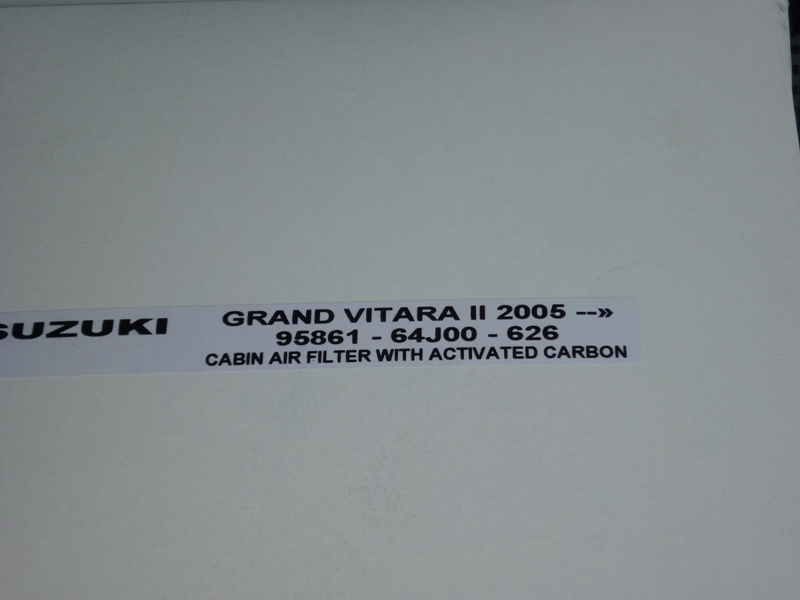 SUZUKI
GRAND VITARA II 2005 --»
95861 - 64J00 - 626
CABIN AIR FILTER WITH ACTIVATED CARBON